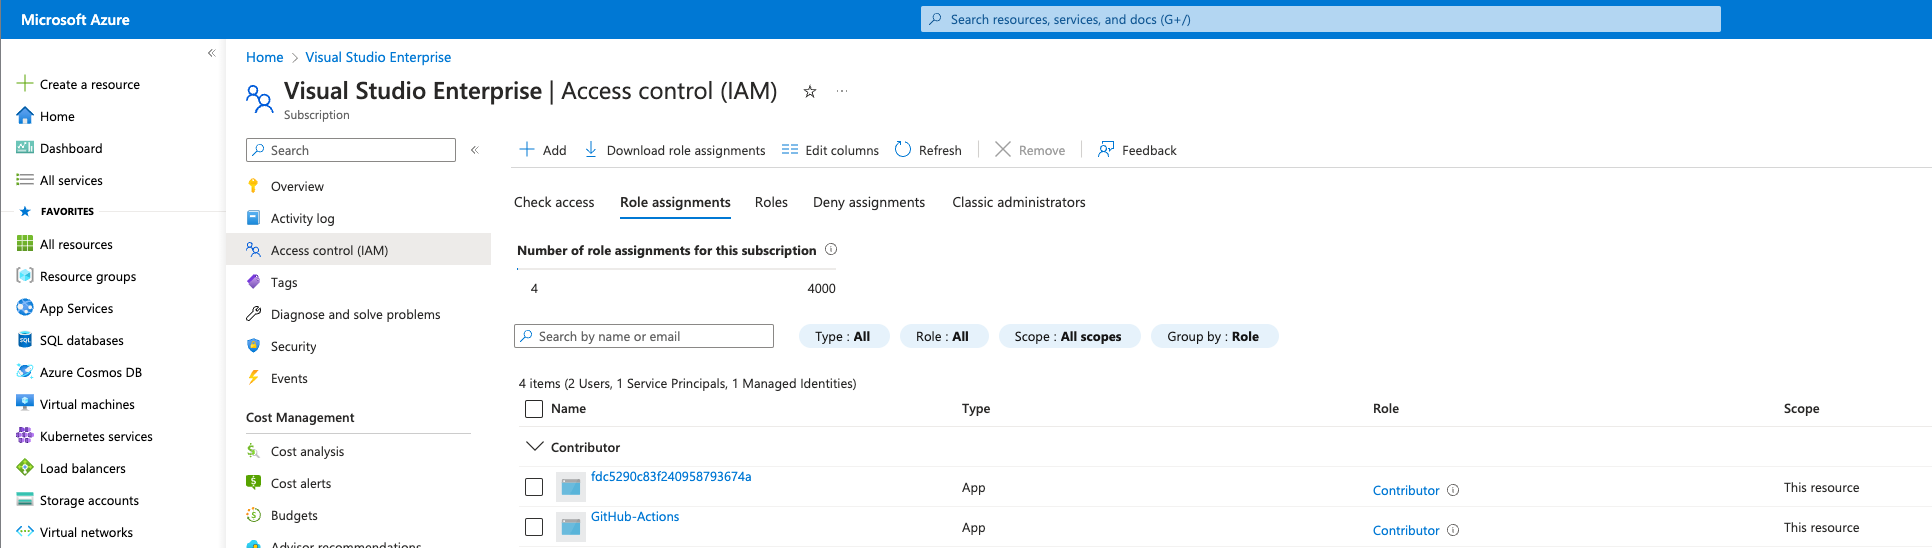 Microsoft Azure
Search resources, services, and docs (G+/)
Create a resource
Home
Dashboard
All services
FAVORITES
All resources
Resource groups
App Services
SQL databases
Azure Cosmos DB
Virtual machines
Kubernetes services
Load balancers
Storage accounts
Virtual networks
Home > Visual Studio Enterprise
Visual Studio Enterprise | Access control (IAM)
Subscription
Search
Overview
Activity log
Access control (IAM)
Tags
Diagnose and solve problems
Security
Events
Cost Management
Cost analysis
Cost alerts
Budgets
Advisor recommendations
Add Download role assignments Edit columns Refresh Remove Feedback
Check access Role assignments Roles Deny assignments Classic administrators
Number of role assignments for this subscription
4 4000
Search by name or email Type : All Role : All Scope : All scopes Group by : Role
4 items (2 Users, 1 Service Principals, 1 Managed Identities)
Name Type Role Scope
Contributor
fdc5290c83f240958793674a App Contributor This resource
GitHub-Actions App Contributor This resource